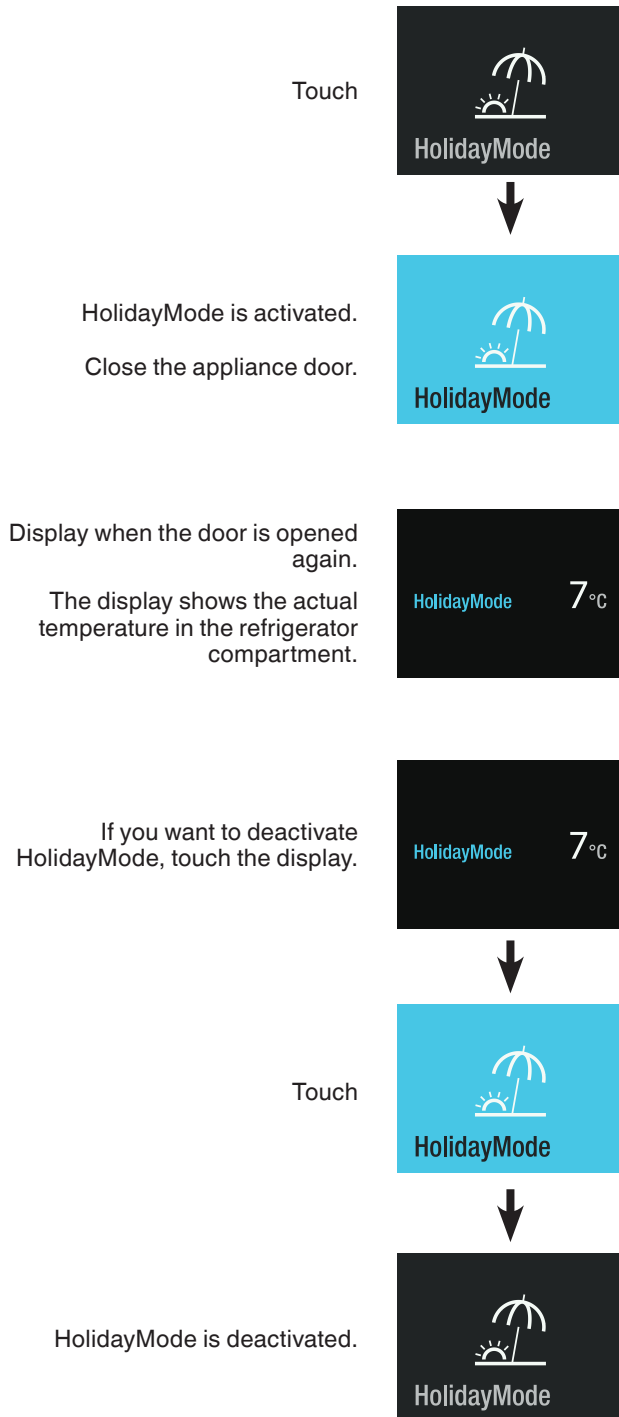 Touch
HolidayMode
HolidayMode is activated.
Close the appliance door.
HolidayMode
Display when the door is opened
again.
The display shows the actual
temperature in the refrigerator
compartment.
HolidayMode 7°C
If you want to deactivate
HolidayMode, touch the display.
HolidayMode 7°C
Touch
HolidayMode
HolidayMode is deactivated.
HolidayMode